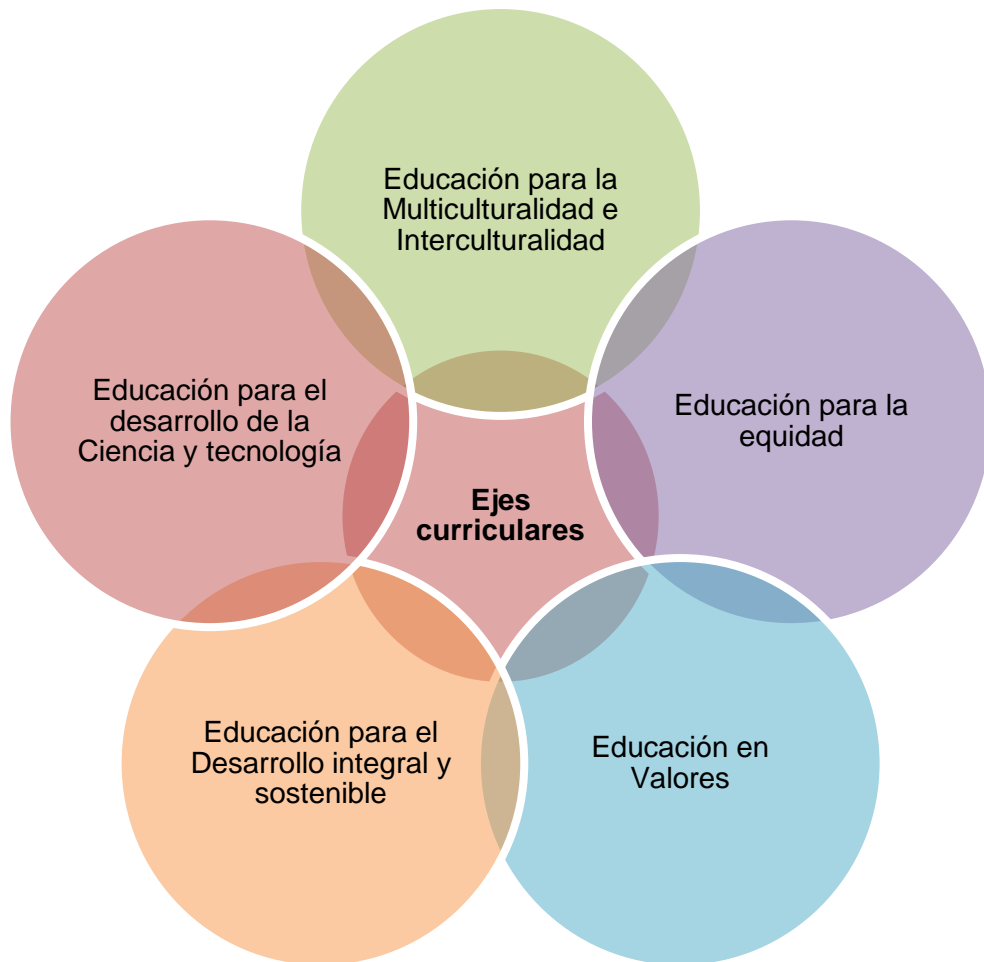 Educación para la
Multiculturalidad e
Interculturalidad
Educación para la
equidad
Educación en
Valores
Educación para el
Desarrollo integral y
sostenible
Educación para el
desarrollo de la
Ciencia y tecnología
Ejes
curriculares